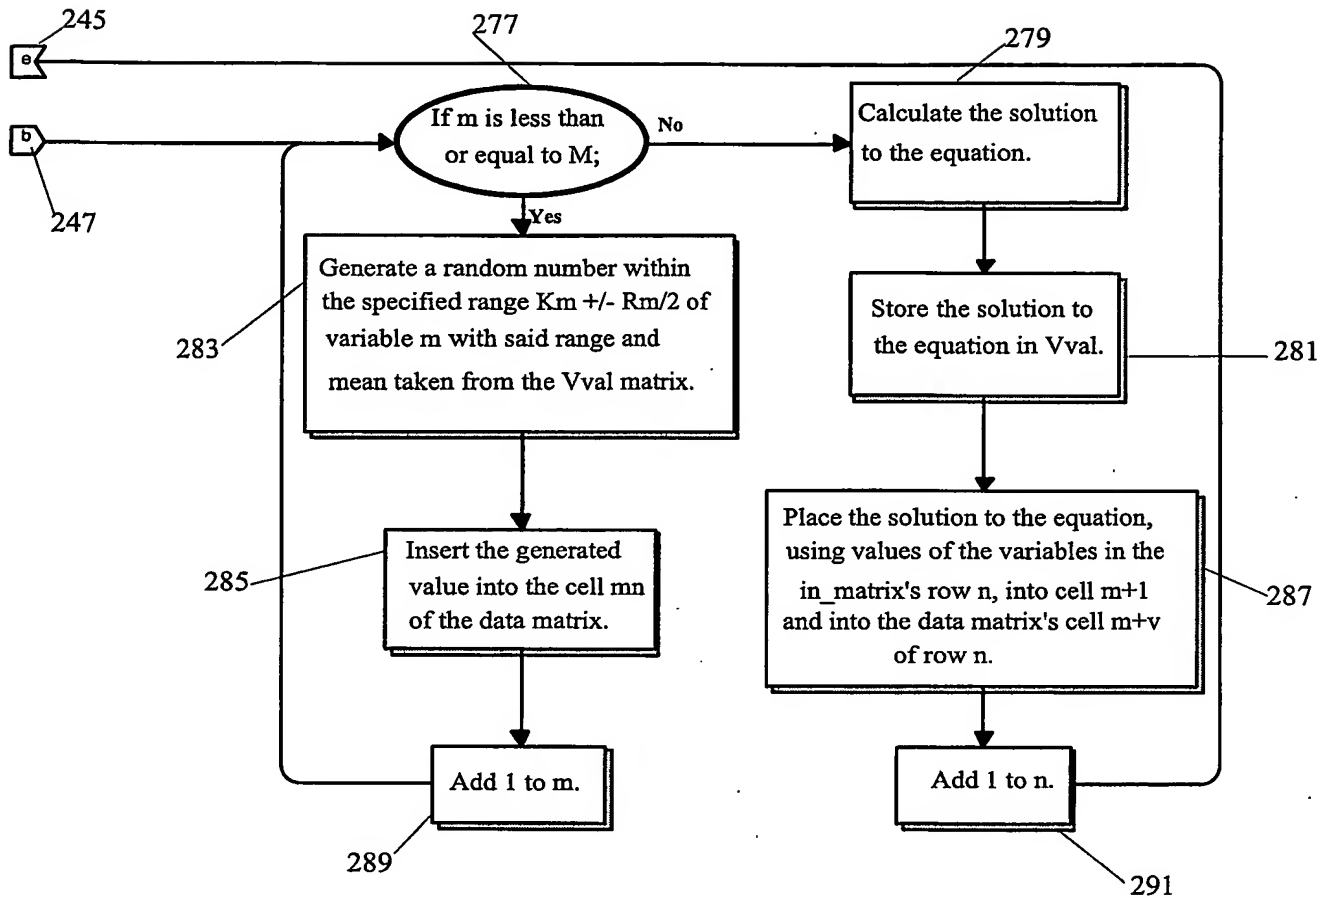 245
e
b
247
277
If m is less than
or equal to M;
No
Yes
279
Calculate the solution
to the equation.
Generate a random number within
the specified range Km +/- Rm/2 of
variable m with said range and
mean taken from the Vval matrix.
283
Store the solution to
the equation in Vval.
281
Insert the generated
value into the cell mn
of the data matrix.
285
Place the solution to the equation,
using values of the variables in the
in_matrix's row n, into cell m+1
and into the data matrix's cell m+v
of row n.
287
Add 1 to m.
289
Add 1 to n.
291